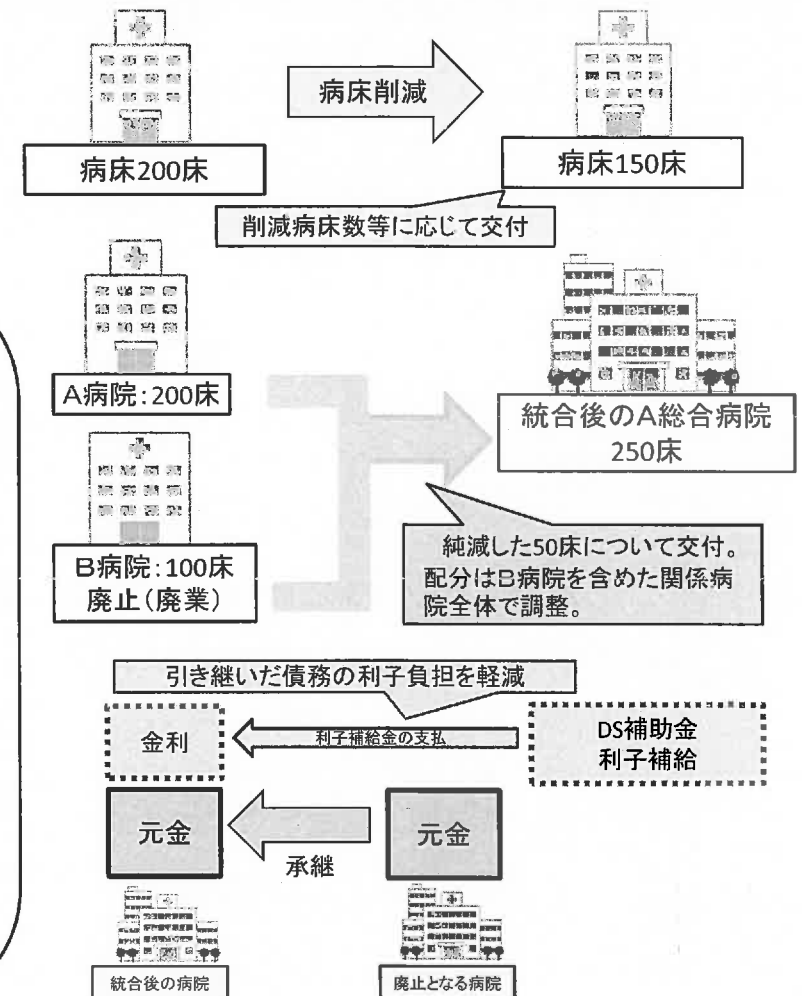 病床削減
病床200床
病床150床
削減病床数等に応じて交付
A病院:200床
B病院:100床
廃止(廃業)
統合後のA総合病院
250床
純減した50床について交付。
配分はB病院を含めた関係病
院全体で調整。
引き継いだ債務の利子負担を軽減
金利
利子補給金の支払
DS補助金
利子補給
元金
承継
元金
統合後の病院
廃止となる病院